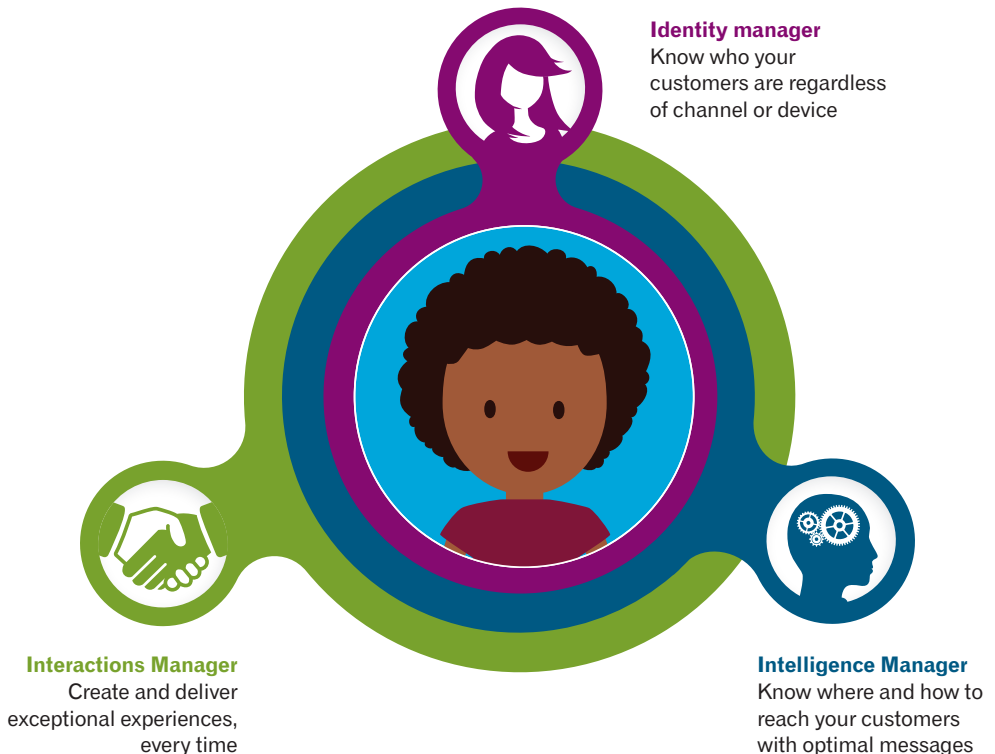 Identity manager
Know who your
customers are regardless
of channel or device
Interactions Manager
Create and deliver
exceptional experiences,
every time
Intelligence Manager
Know where and how to
reach your customers
with optimal messages